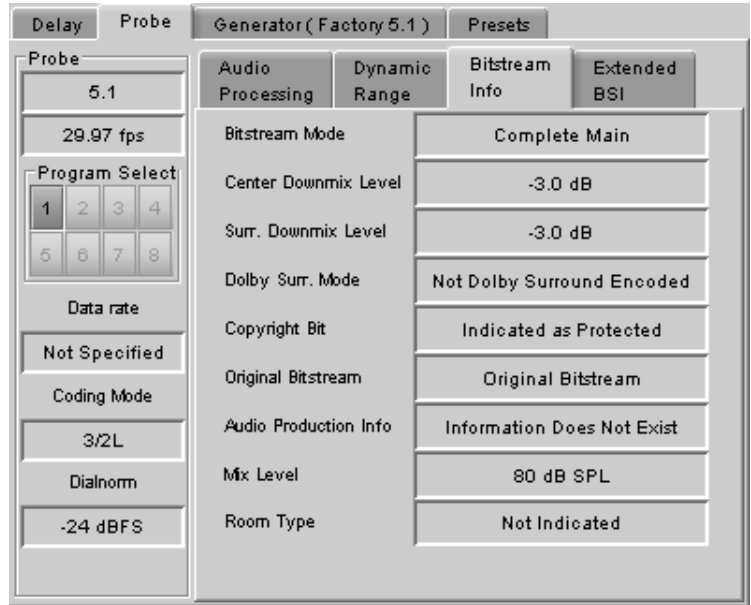 Delay
Probe
Generator ( Factory 5.1 )
Presets
Probe
5.1
29.97 fps
Program Select
1 2 3 4
5 6 7 8
Data rate
Not Specified
Coding Mode
3/2L
Dialnorm
-24 dBFS
Audio
Processing
Dynamic
Range
Bitstream
Info
Extended
BSI
Bitstream Mode
Complete Main
Center Downmix Level
-3.0 dB
Surr. Downmix Level
-3.0 dB
Dolby Surr. Mode
Not Dolby Surround Encoded
Copyright Bit
Indicated as Protected
Original Bitstream
Original Bitstream
Audio Production Info
Information Does Not Exist
Mix Level
80 dB SPL
Room Type
Not Indicated